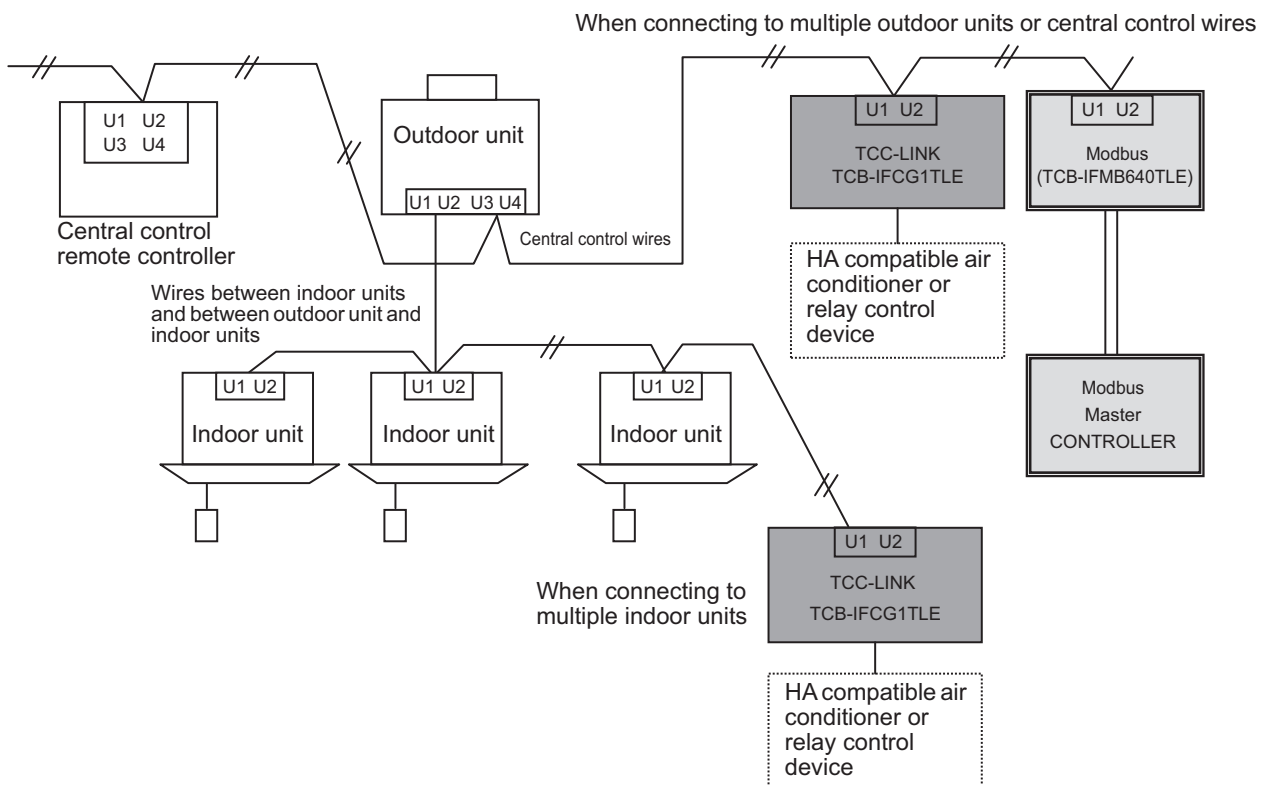 When connecting to multiple outdoor units or central control wires
U1 U2
U3 U4
Central control
remote controller
Outdoor unit
U1 U2 U3 U4
Central control wires
U1 U2
TCC-LINK
TCB-IFCG1TLE
HA compatible air
conditioner or
relay control
device
U1 U2
Modbus
(TCB-IFMB640TLE)
Modbus
Master
CONTROLLER
Wires between indoor units
and between outdoor unit and
indoor units
U1 U2
Indoor unit
U1 U2
Indoor unit
U1 U2
Indoor unit
When connecting to
multiple indoor units
U1 U2
TCC-LINK
TCB-IFCG1TLE
HA compatible air
conditioner or
relay control
device